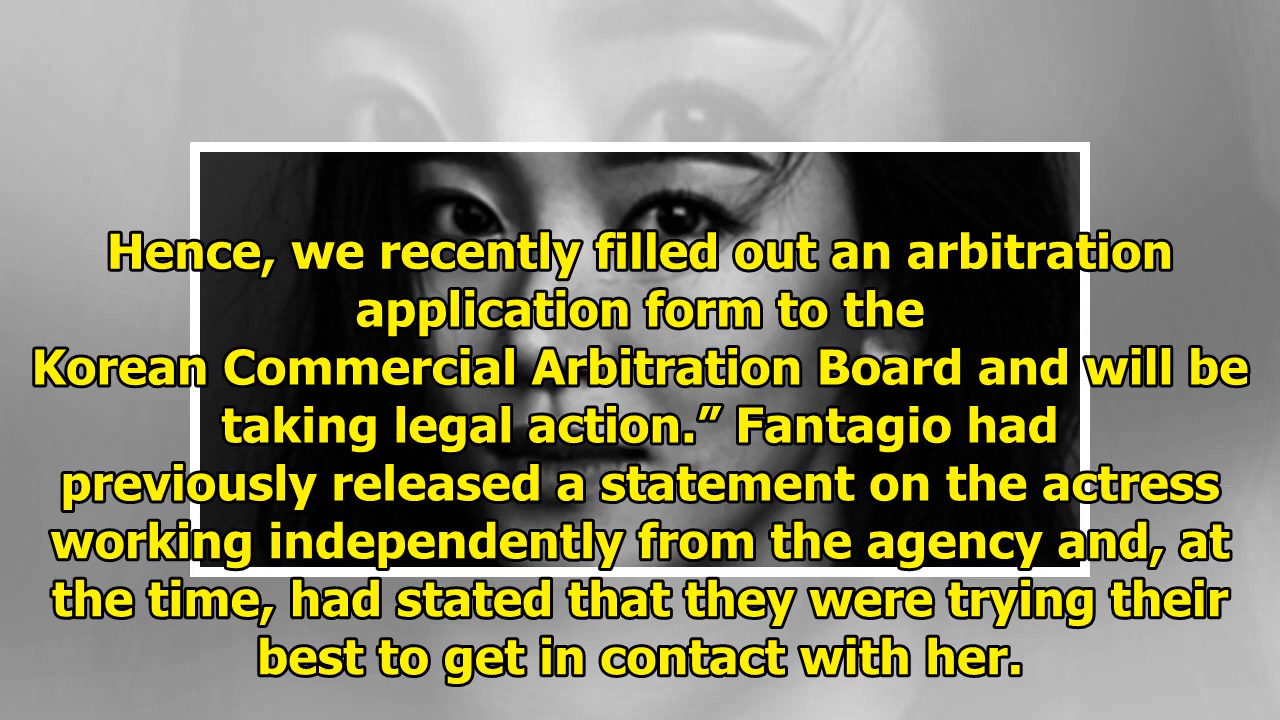 Hence, we recently filled out an arbitration
application form to the
Korean Commercial Arbitration Board and will be
taking legal action.” Fantagio had
previously released a statement on the actress
working independently from the agency and, at
the time, had stated that they were trying their
best to get in contact with her.